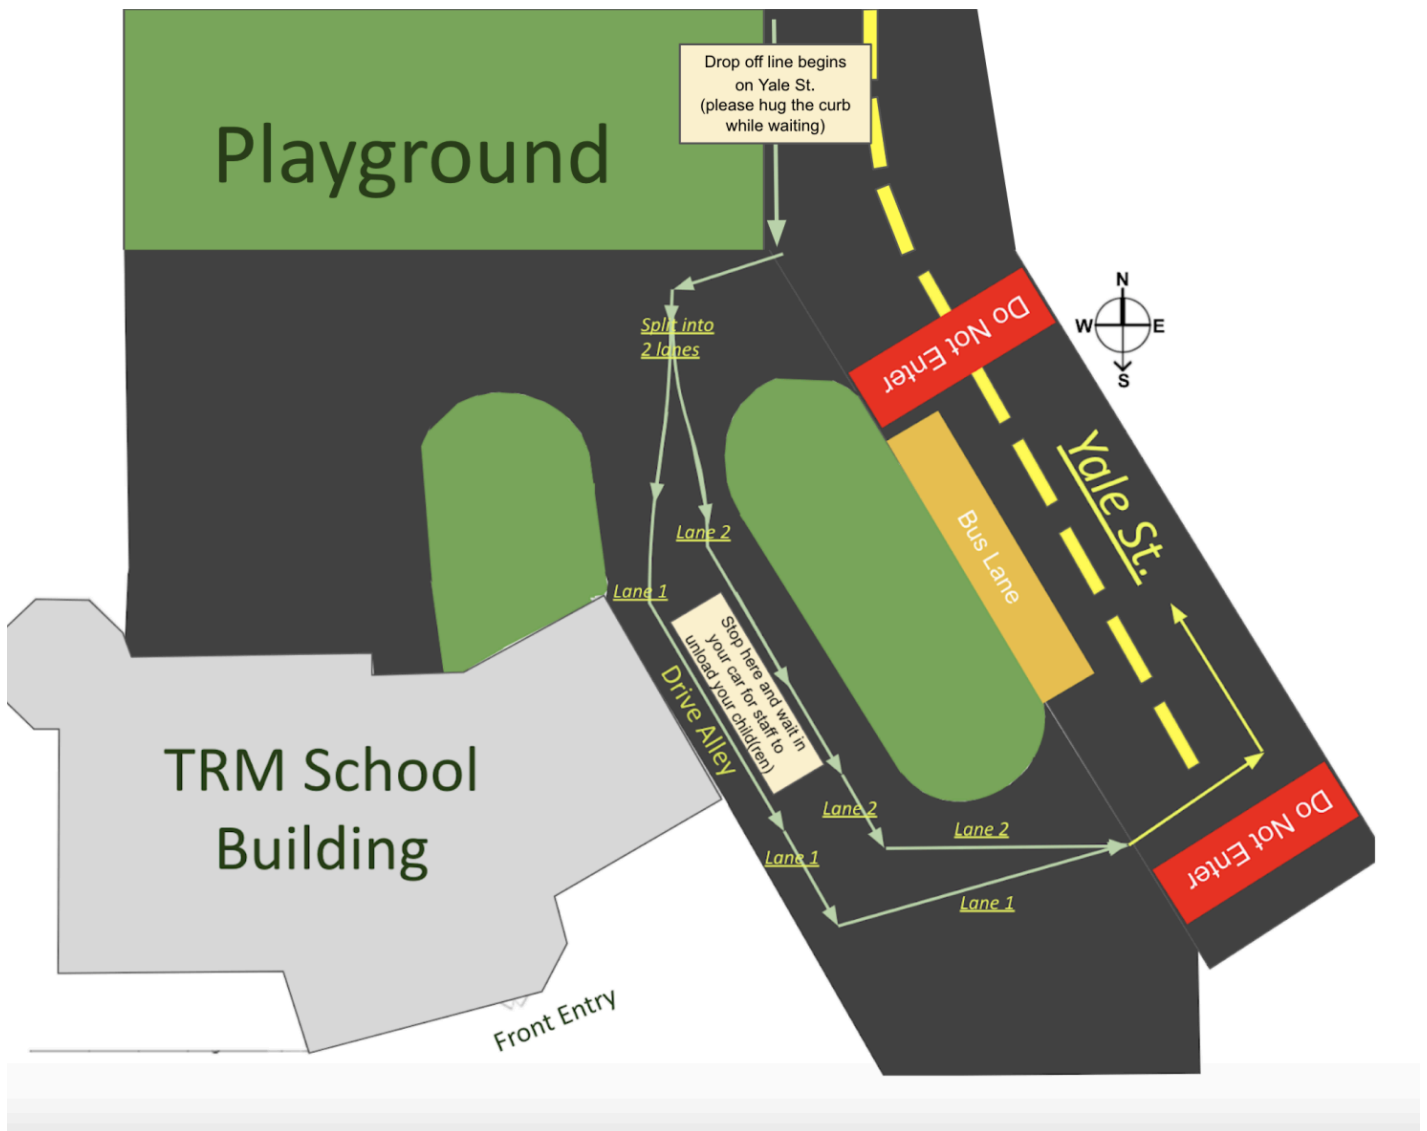 Drop off line begins
on Yale St.
(please hug the curb
while waiting)
Playground
N
W
E
S
Do Not Enter
Split into
2 lanes
Yale St.
Bus Lane
Lane 2
Lane 1
Stop here and wait in
your car for staff to
unload your child(ren)
Drive Alley
TRM School
Building
Lane 2
Lane 2
Lane 1
Lane 1
Do Not Enter
Front Entry